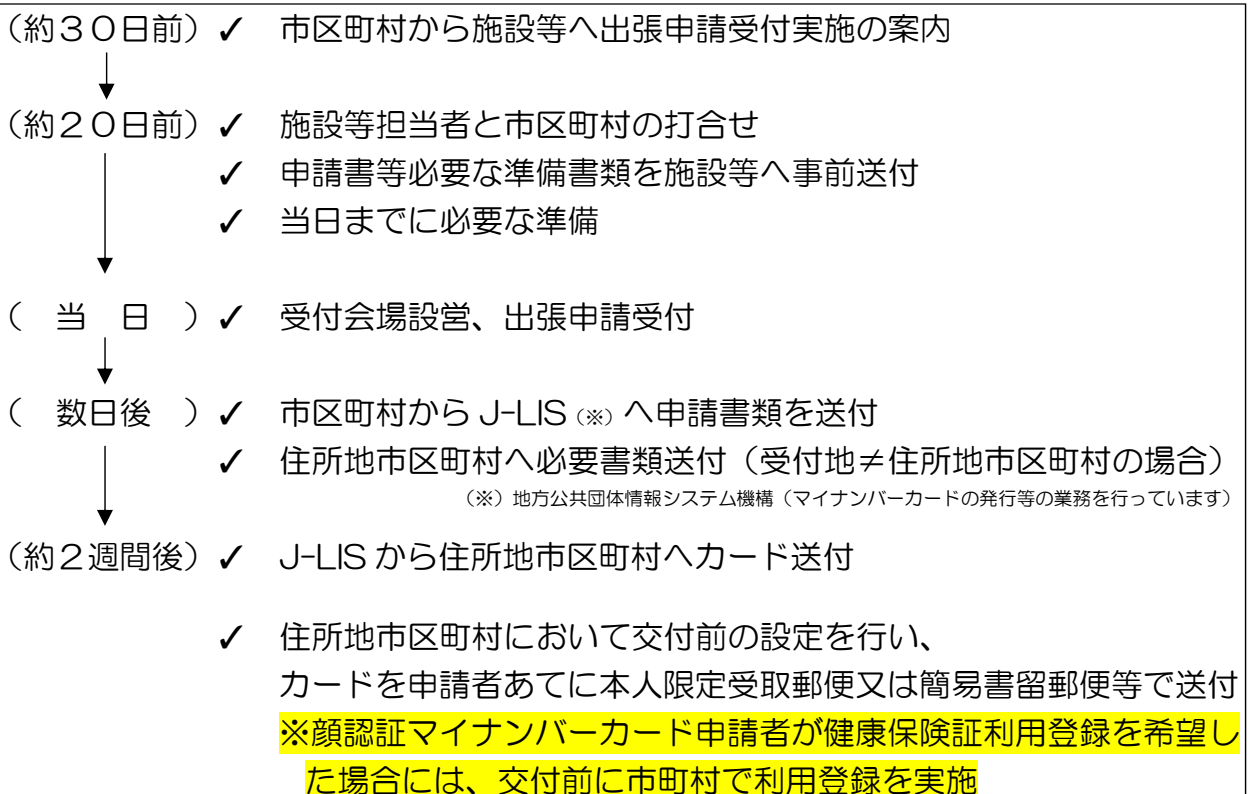 （約３０日前）✓ 市区町村から施設等へ出張申請受付実施の案内
（約２０日前）✓ 施設等担当者と市区町村の打合せ
✓ 申請書等必要な準備書類を施設等へ事前送付
✓ 当日までに必要な準備
（ 当 日 ）✓ 受付会場設営、出張申請受付
（ 数日後 ）✓ 市区町村から J-LIS（※）へ申請書類を送付
✓ 住所地市区町村へ必要書類送付（受付地≠住所地市区町村の場合）
（※）地方公共団体情報システム機構（マイナンバーカードの発行等の業務を行っています）
（約２週間後）✓ J-LIS から住所地市区町村へカード送付
✓ 住所地市区町村において交付前の設定を行い、
カードを申請者あてに本人限定受取郵便又は簡易書留郵便等で送付
※顔認証マイナンバーカード申請者が健康保険証利用登録を希望し
た場合には、交付前に市町村で利用登録を実施